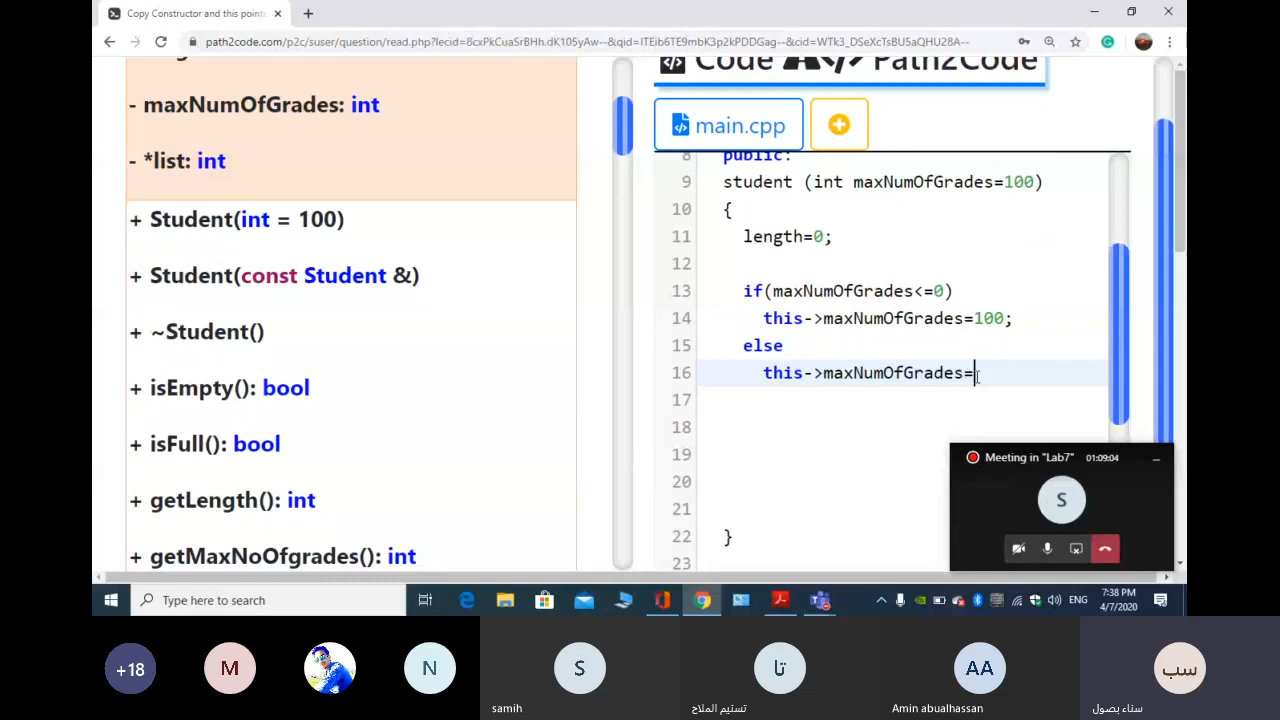 Copy Constructor and this point
path2code.com/p2c/suser/question/read.php?lecid=8cxPkCuaSrBHh.dK105yAw--&qid=ITEib6TE9mbK3p2kPDDGag--&cid=WTk3_DSeXcTsBU5aQHU28A--
- maxNumOfGrades: int
- *list: int
+ Student(int = 100)
+ Student(const Student &)
+ ~Student()
+ isEmpty(): bool
+ isFull(): bool
+ getLength(): int
+ getMaxNoOfgrades(): int
Code Path2Code
main.cpp
8 public:
9 student (int maxNumOfGrades=100)
10 {
11 length=0;
12
13 if(maxNumOfGrades<=0)
14 this->maxNumOfGrades=100;
15 else
16 this->maxNumOfGrades=
17
18
19
20
21
22 }
23
Meeting in "Lab7" 01:09:04
S
Type here to search
ENG
7:38 PM
4/7/2020
+18
M
N
S
samih
تا
تسنيم الملاح
AA
Amin abualhassan
سب
سناء بصول